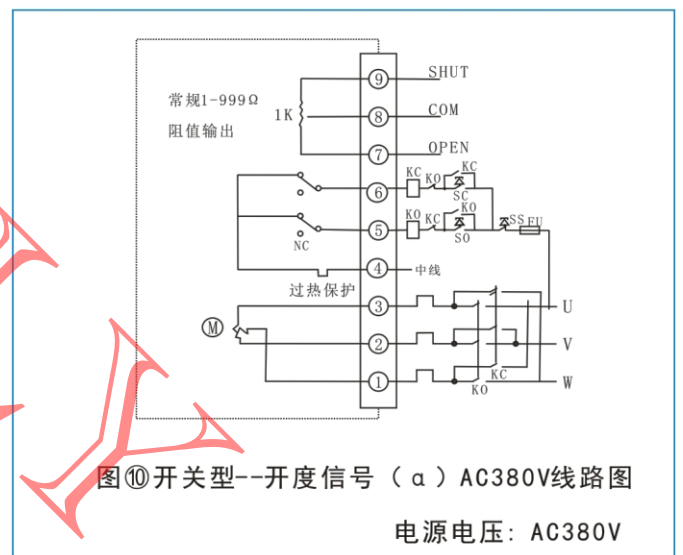 ⑨ SHUT
常规1-999Ω
1K ⑧ COM
阻值输出
⑦ OPEN
KC KO KC
⑥ SC
KO KC KO SS FU
⑤ SO
NC
④ 中线
过热保护
③ U
M
② V
① KO KC W
图⑩开关型--开度信号（α）AC380V线路图
电源电压: AC380V